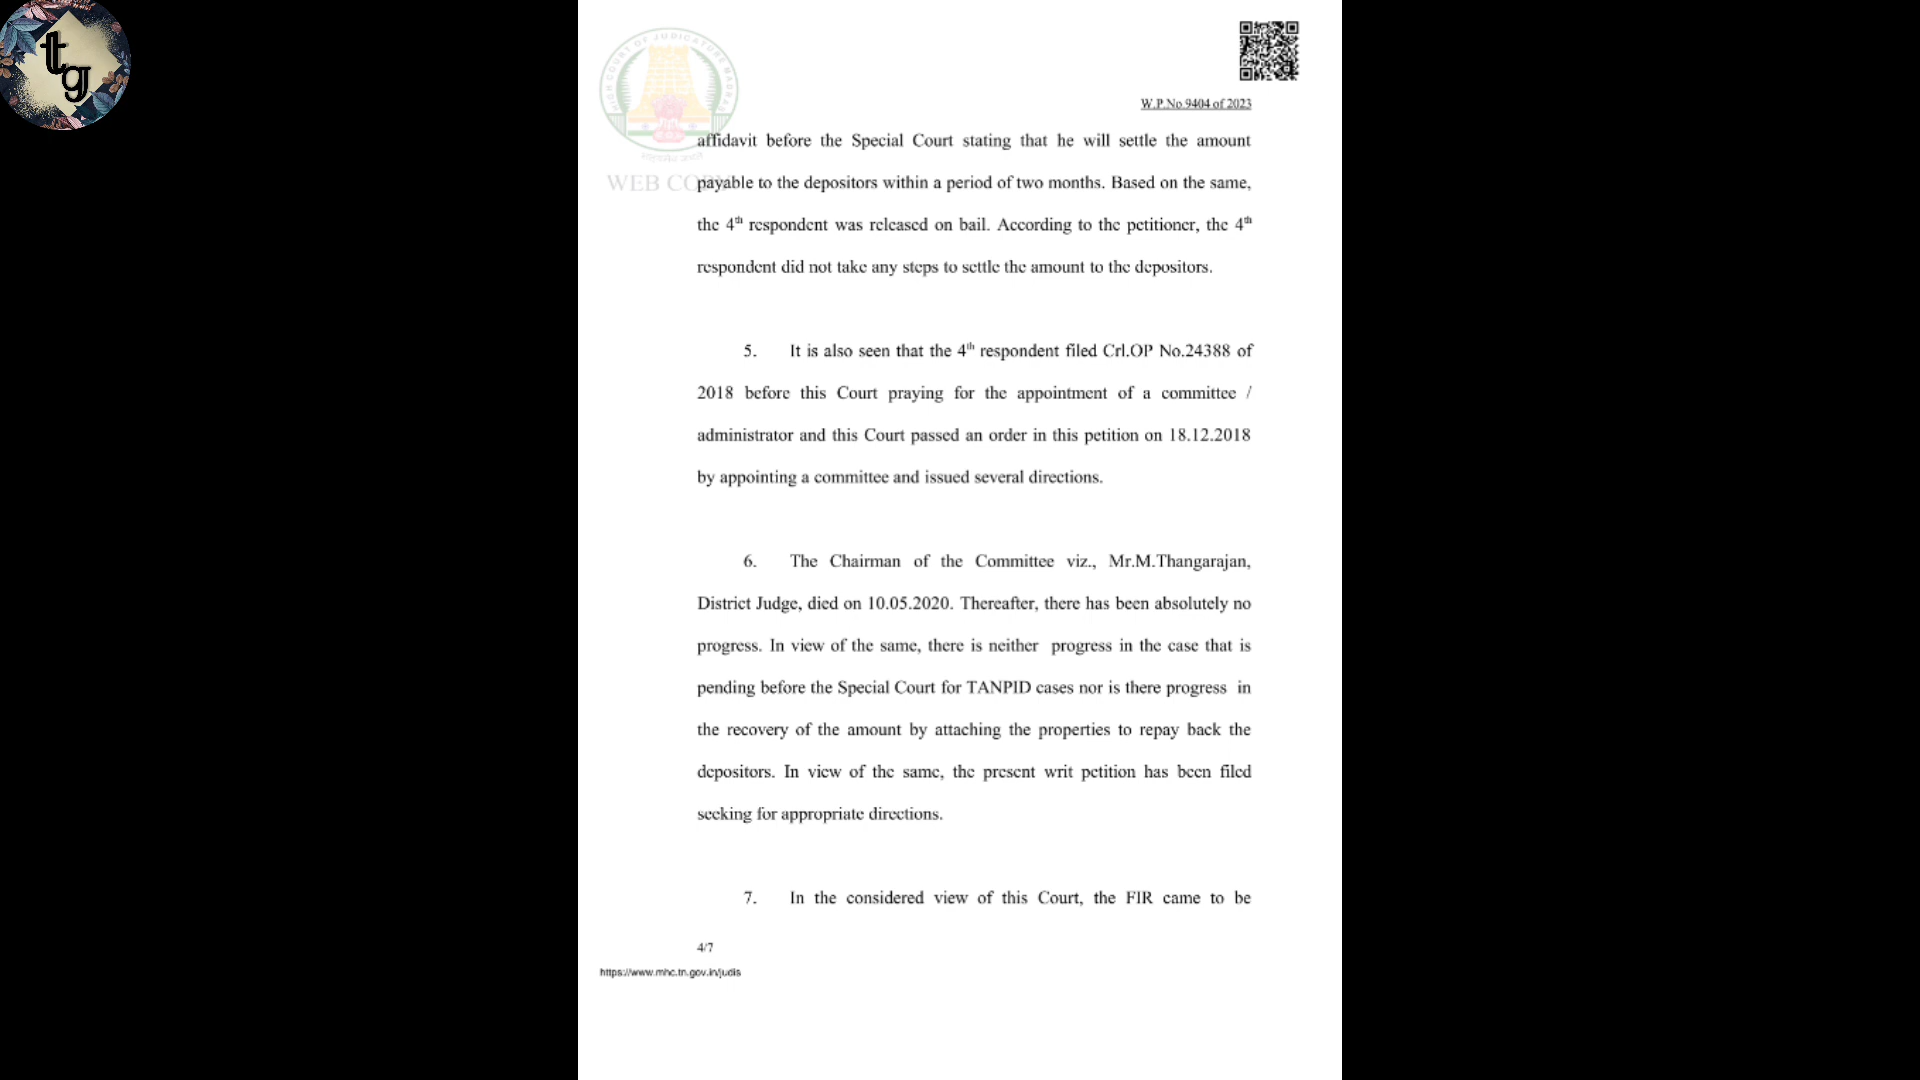 tg
HIGH COURT OF JUDICATURE MADRAS
W.P.No.9404 of 2023
affidavit before the Special Court stating that he will settle the amount
WEB COPY
payable to the depositors within a period of two months. Based on the same,
the 4th respondent was released on bail. According to the petitioner, the 4th
respondent did not take any steps to settle the amount to the depositors.
5. It is also seen that the 4th respondent filed Crl.OP No.24388 of
2018 before this Court praying for the appointment of a committee /
administrator and this Court passed an order in this petition on 18.12.2018
by appointing a committee and issued several directions.
6. The Chairman of the Committee viz., Mr.M.Thangarajan,
District Judge, died on 10.05.2020. Thereafter, there has been absolutely no
progress. In view of the same, there is neither progress in the case that is
pending before the Special Court for TANPID cases nor is there progress in
the recovery of the amount by attaching the properties to repay back the
depositors. In view of the same, the present writ petition has been filed
seeking for appropriate directions.
7. In the considered view of this Court, the FIR came to be
4/7
https://www.mhc.tn.gov.in/judis